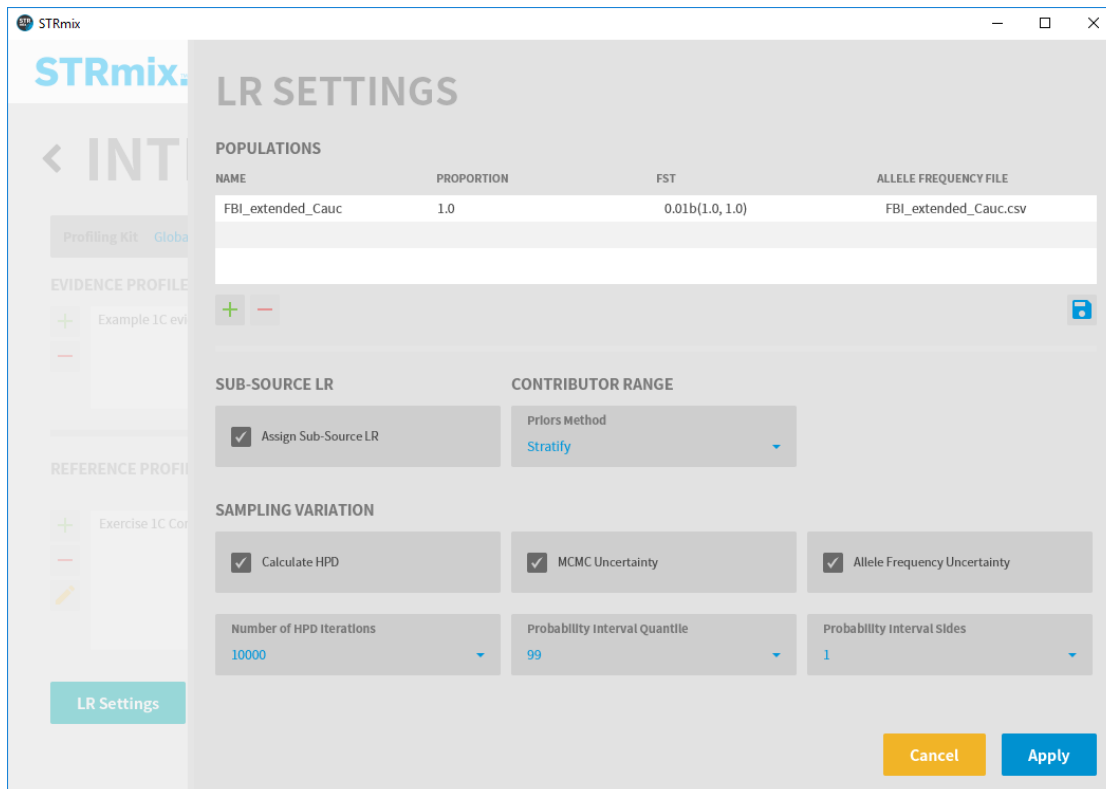 STRmix
STRmix
LR SETTINGS
INT
POPULATIONS
NAME PROPORTION FST ALLELE FREQUENCY FILE
FBI_extended_Cauc 1.0 0.01b(1.0, 1.0) FBI_extended_Cauc.csv
Profiling Kit Globa
EVIDENCE PROFILE
Example 1C evi
SUB-SOURCE LR CONTRIBUTOR RANGE
Assign Sub-Source LR
Priors Method
Stratify
REFERENCE PROFI
Exercise 1C Cor
SAMPLING VARIATION
Calculate HPD MCMC Uncertainty Allele Frequency Uncertainty
Number of HPD Iterations Probability Interval Quantile Probability Interval Sides
10000 99 1
LR Settings
Cancel Apply